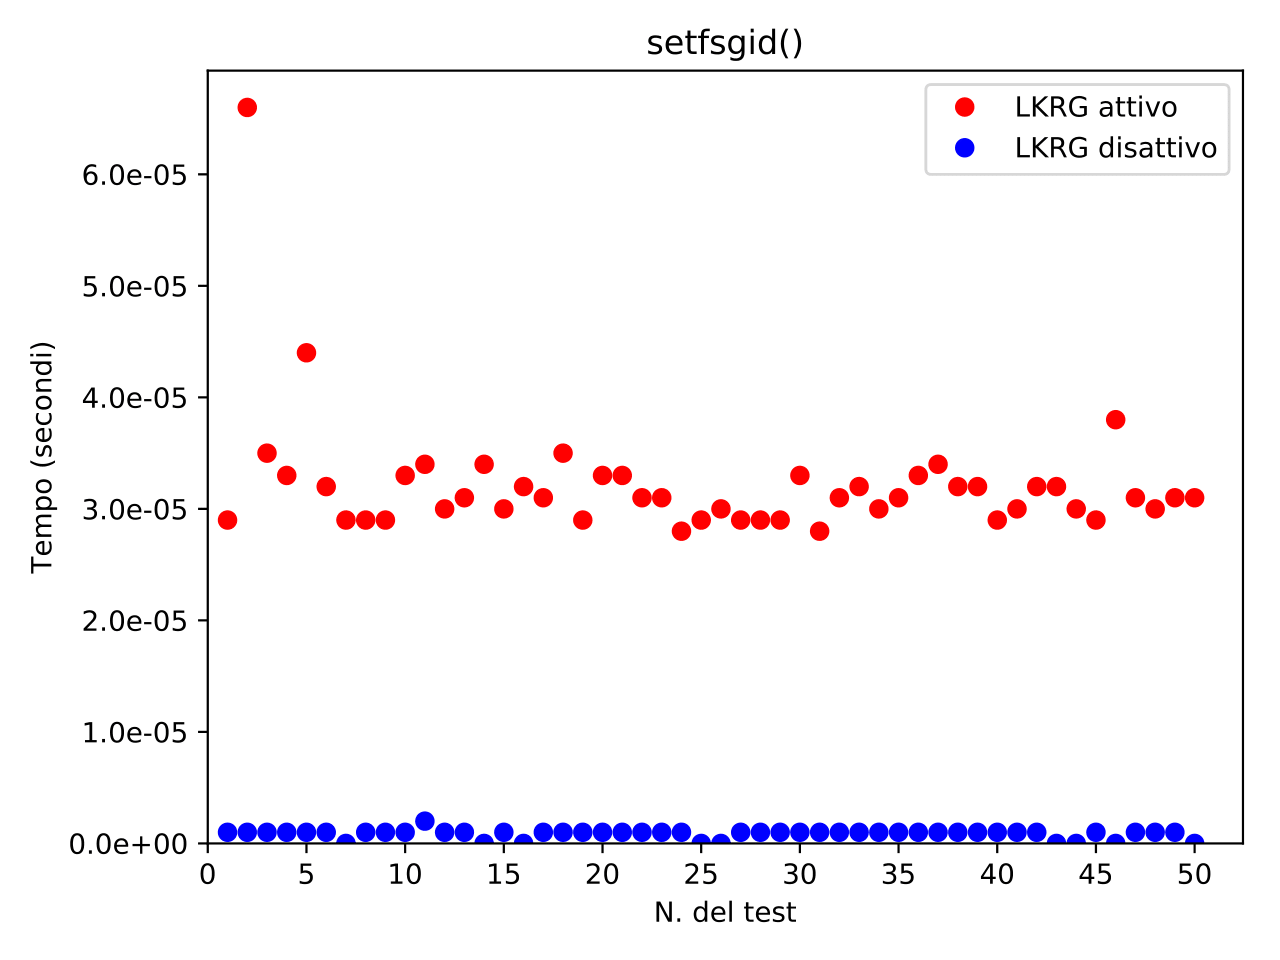 setfsgid()
LKRG attivo
LKRG disattivo
Tempo (secondi)
6.0e-05
5.0e-05
4.0e-05
3.0e-05
2.0e-05
1.0e-05
0.0e+00
0 5 10 15 20 25 30 35 40 45 50
N. del test